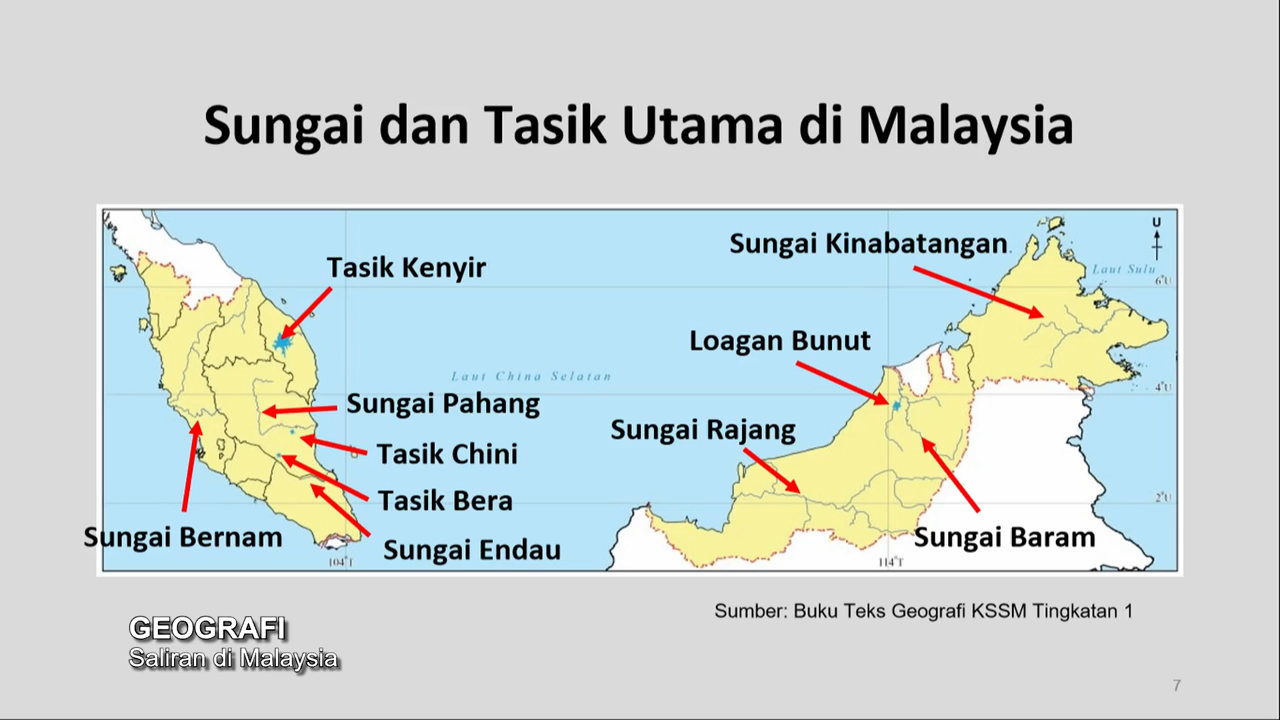 Sungai dan Tasik Utama di Malaysia
Sungai Kinabatangan
U
Laut Sulu
Tasik Kenyir
6°U
Loagan Bunut
Laut China Selatan
4°U
Sungai Pahang
Sungai Rajang
Tasik Chini
Tasik Bera
2°U
Sungai Bernam
Sungai Endau
Sungai Baram
104°T
114°T
Sumber: Buku Teks Geografi KSSM Tingkatan 1
GEOGRAFI
Saliran di Malaysia
7